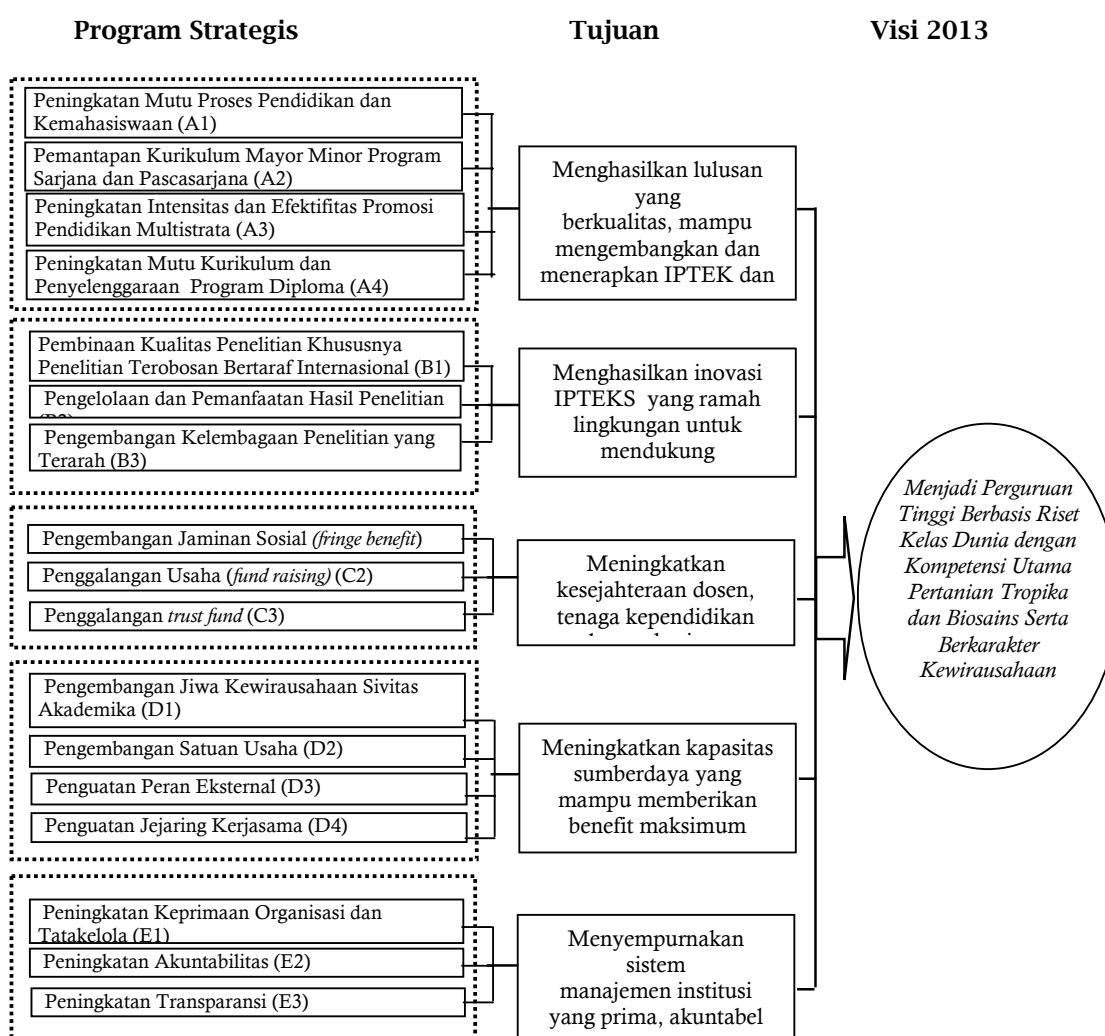 Program Strategis
Tujuan
Visi 2013
Peningkatan Mutu Proses Pendidikan dan
Kemahasiswaan (A1)
Pemantapan Kurikulum Mayor Minor Program
Sarjana dan Pascasarjana (A2)
Peningkatan Intensitas dan Efektifitas Promosi
Pendidikan Multistrata (A3)
Peningkatan Mutu Kurikulum dan
Penyelenggaraan Program Diploma (A4)
Menghasilkan lulusan
yang
berkualitas, mampu
mengembangkan dan
menerapkan IPTEK dan
Pembinaan Kualitas Penelitian Khususnya
Penelitian Terobosan Bertaraf Internasional (B1)
Pengelolaan dan Pemanfaatan Hasil Penelitian
Pengembangan Kelembagaan Penelitian yang
Terarah (B3)
Menghasilkan inovasi
IPTEKS yang ramah
lingkungan untuk
mendukung
Pengembangan Jaminan Sosial (fringe benefit)
Penggalangan Usaha (fund raising) (C2)
Penggalangan trust fund (C3)
Meningkatkan
kesejahteraan dosen,
tenaga kependidikan
Pengembangan Jiwa Kewirausahaan Sivitas
Akademika (D1)
Pengembangan Satuan Usaha (D2)
Penguatan Peran Eksternal (D3)
Penguatan Jejaring Kerjasama (D4)
Meningkatkan kapasitas
sumberdaya yang
mampu memberikan
benefit maksimum
Peningkatan Keprimaan Organisasi dan
Tatakelola (E1)
Peningkatan Akuntabilitas (E2)
Peningkatan Transparansi (E3)
Menyempurnakan
sistem
manajemen institusi
yang prima, akuntabel
Menjadi Perguruan
Tinggi Berbasis Riset
Kelas Dunia dengan
Kompetensi Utama
Pertanian Tropika
dan Biosains Serta
Berkarakter
Kewirausahaan